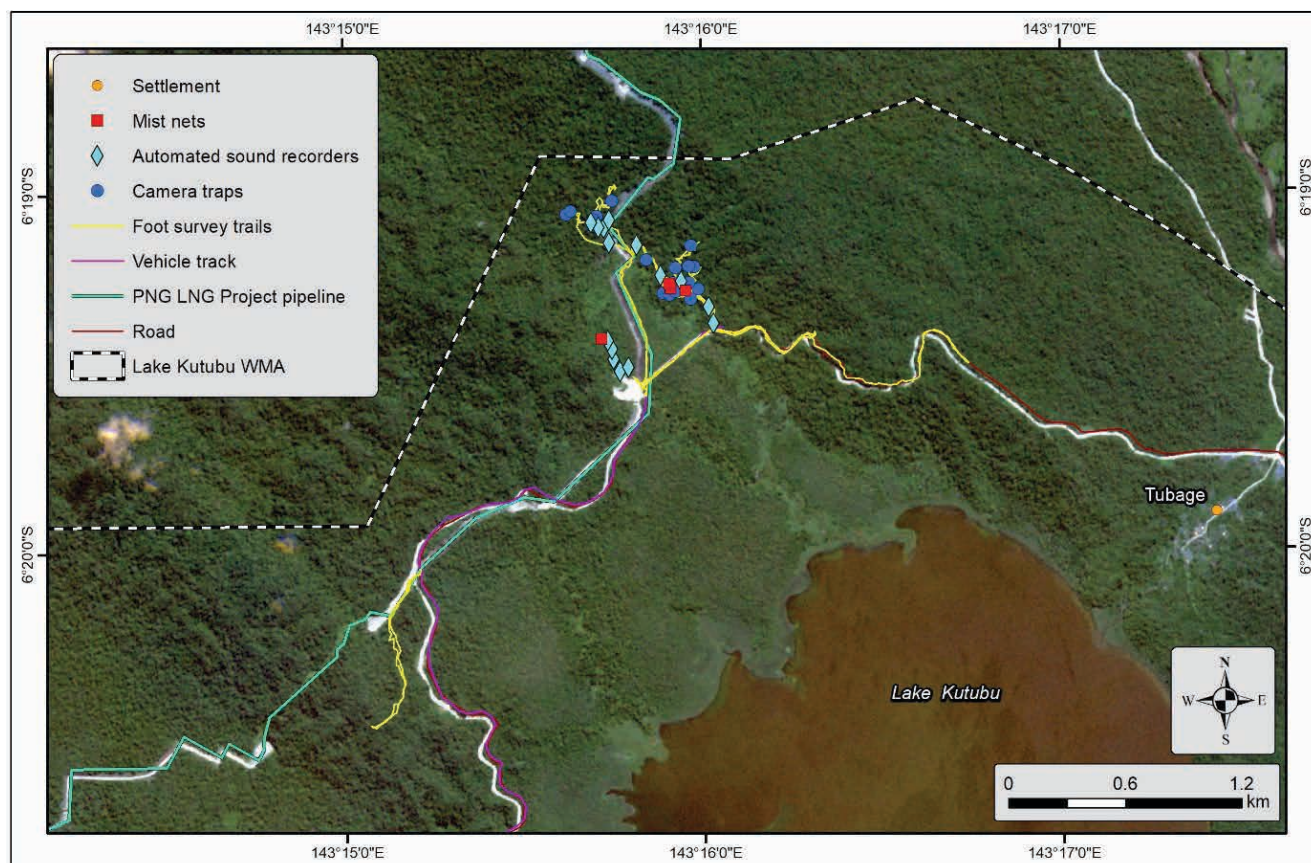 143°15'0"E
143°16'0"E
143°17'0"E
Settlement
Mist nets
Automated sound recorders
Camera traps
Foot survey trails
Vehicle track
PNG LNG Project pipeline
Road
Lake Kutubu WMA
6°19'0"S
6°19'0"S
Tubage
6°20'0"S
6°20'0"S
Lake Kutubu
N
W
E
S
0
0.6
1.2
km
143°15'0"E
143°16'0"E
143°17'0"E